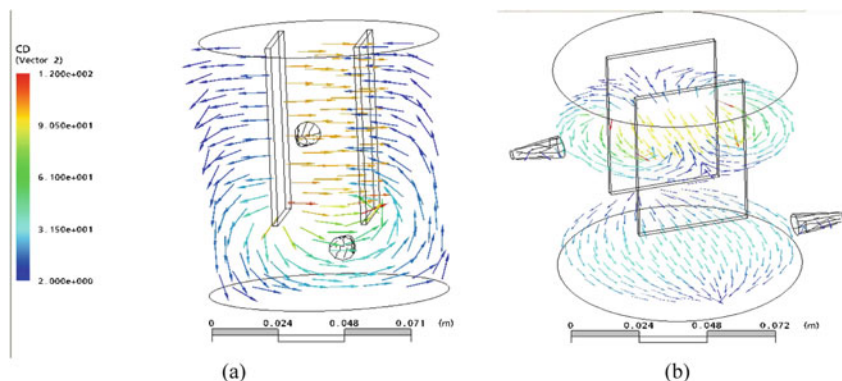 CD
(Vector 2)
1.200e+002
9.050e+001
6.100e+001
3.150e+001
2.000e+000
0 0.024 0.048 0.071 (m)
(a)
0 0.024 0.048 0.072 (m)
(b)